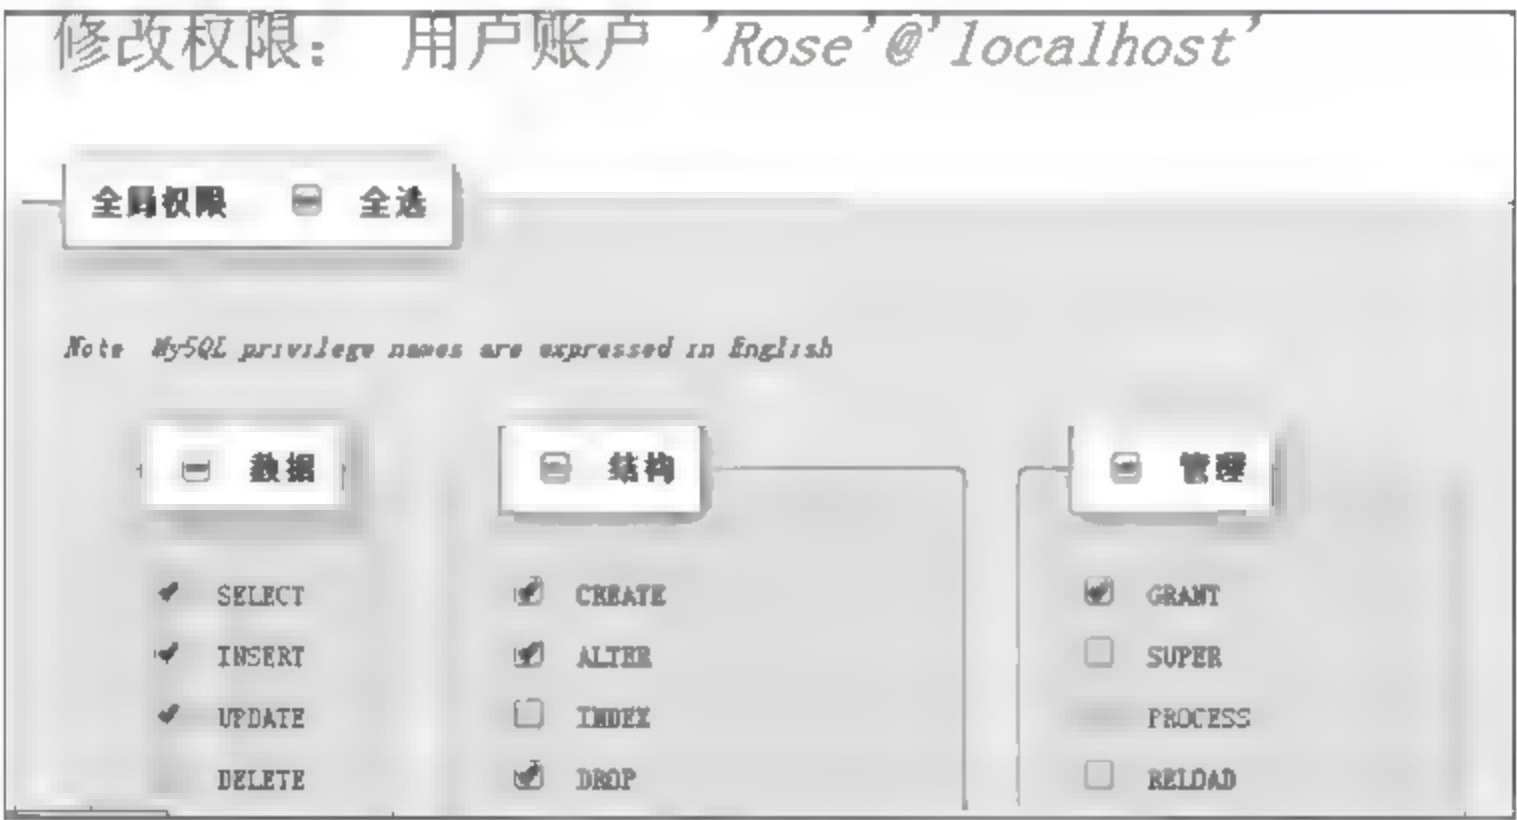 修改权限： 用户账户 'Rose'@'localhost'
全局权限 全选
Note MySQL privilege names are expressed in English
数据 结构 管理
SELECT CREATE GRANT
INSERT ALTER SUPER
UPDATE INDEX PROCESS
DELETE DROP RELOAD